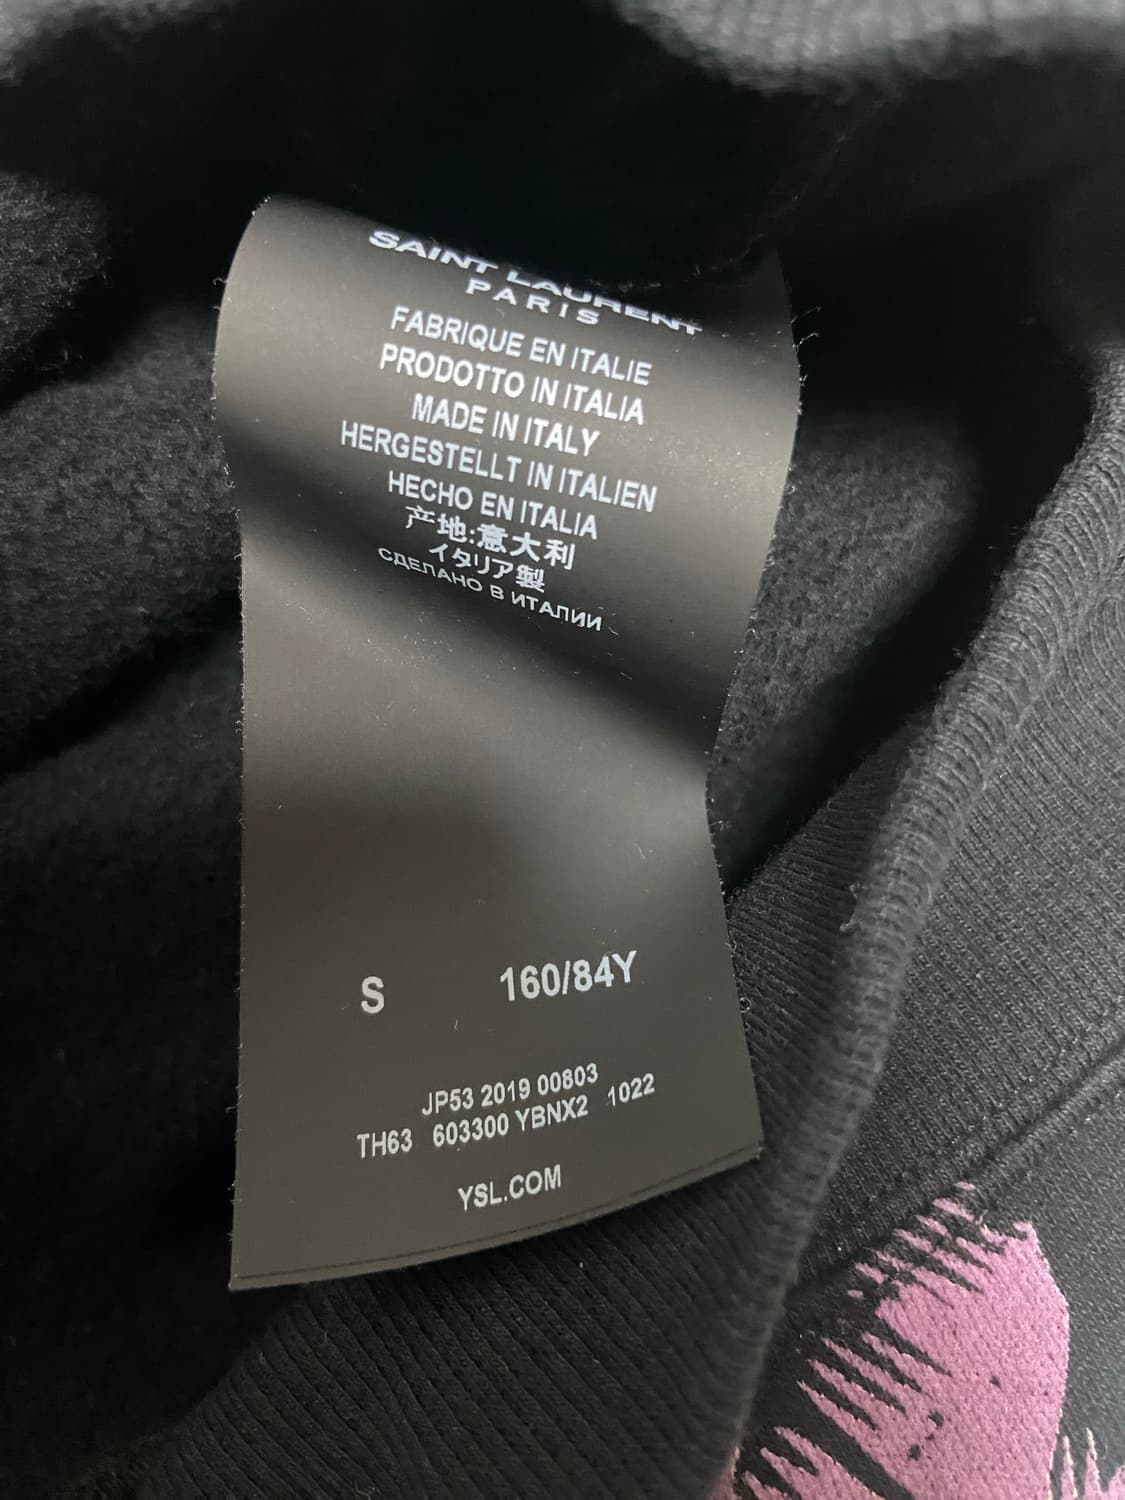 SAINT LAURENT
PARIS
FABRIQUE EN ITALIE
PRODOTTO IN ITALIA
MADE IN ITALY
HERGESTELLT IN ITALIEN
HECHO EN ITALIA
产地:意大利
イタリア製
СДЕЛАНО В ИТАЛИИ
S 160/84Y
JP53 2019 00803
TH63 603300 YBNX2 1022
YSL.COM